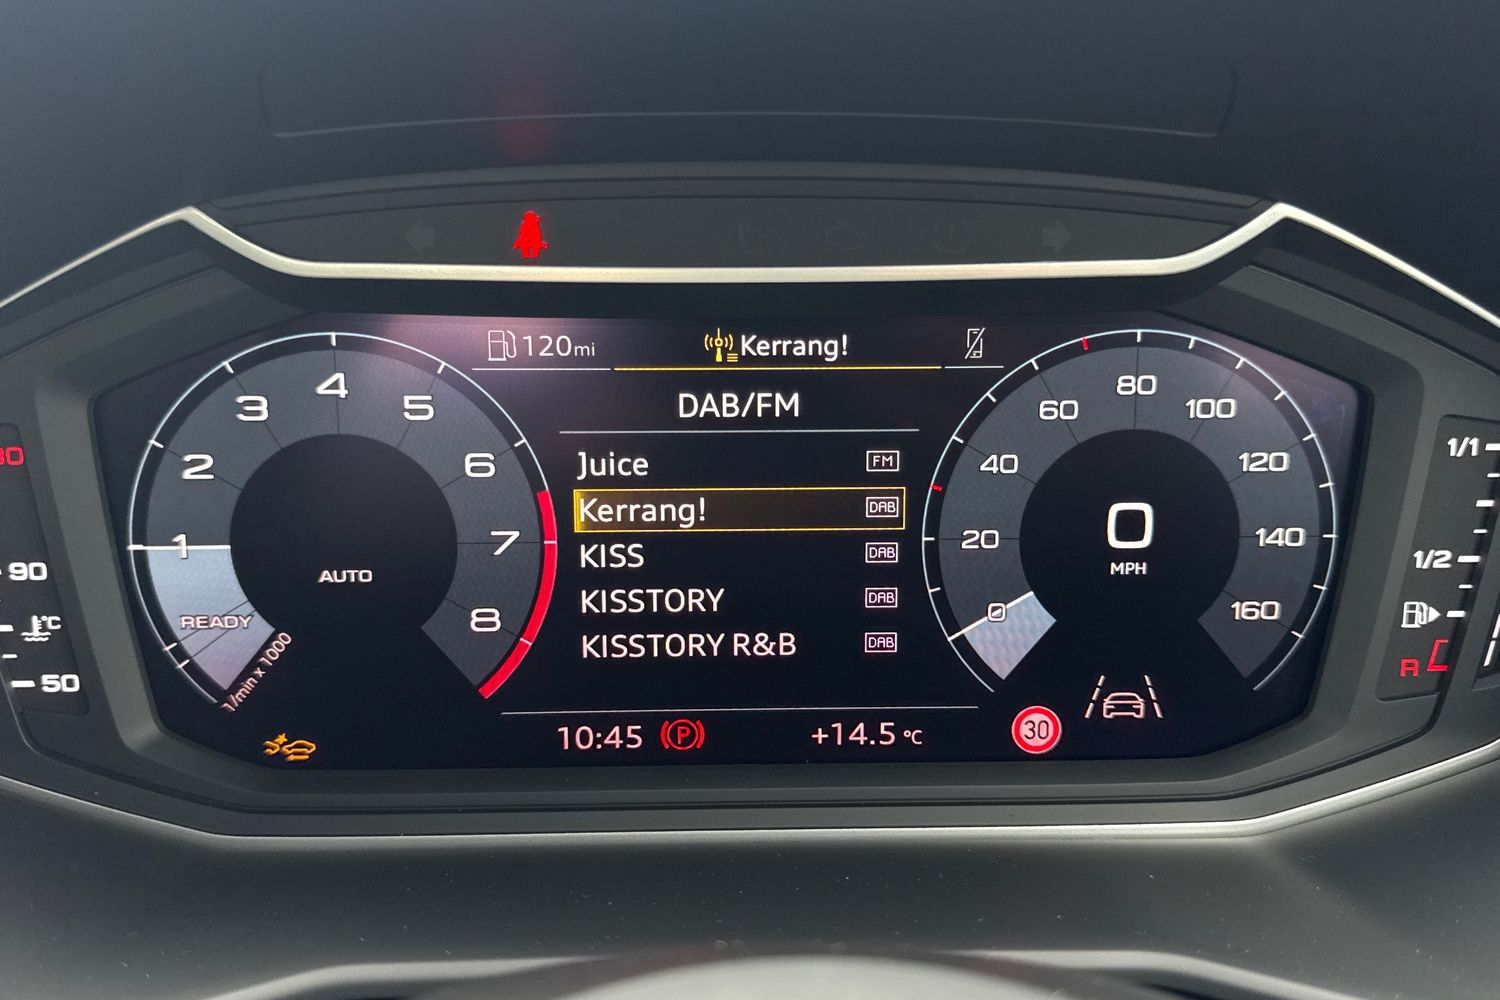 120mi
Kerrang!
DAB/FM
Juice FM
Kerrang! DAB
KISS DAB
KISSTORY DAB
KISSTORY R&B DAB
10:45 P +14.5 °C
1 2 3 4 5 6 7 8
AUTO
READY
1/min x 1000
0 20 40 60 80 100 120 140 160
0
MPH
30
90
°C
50
1/1
1/2
R